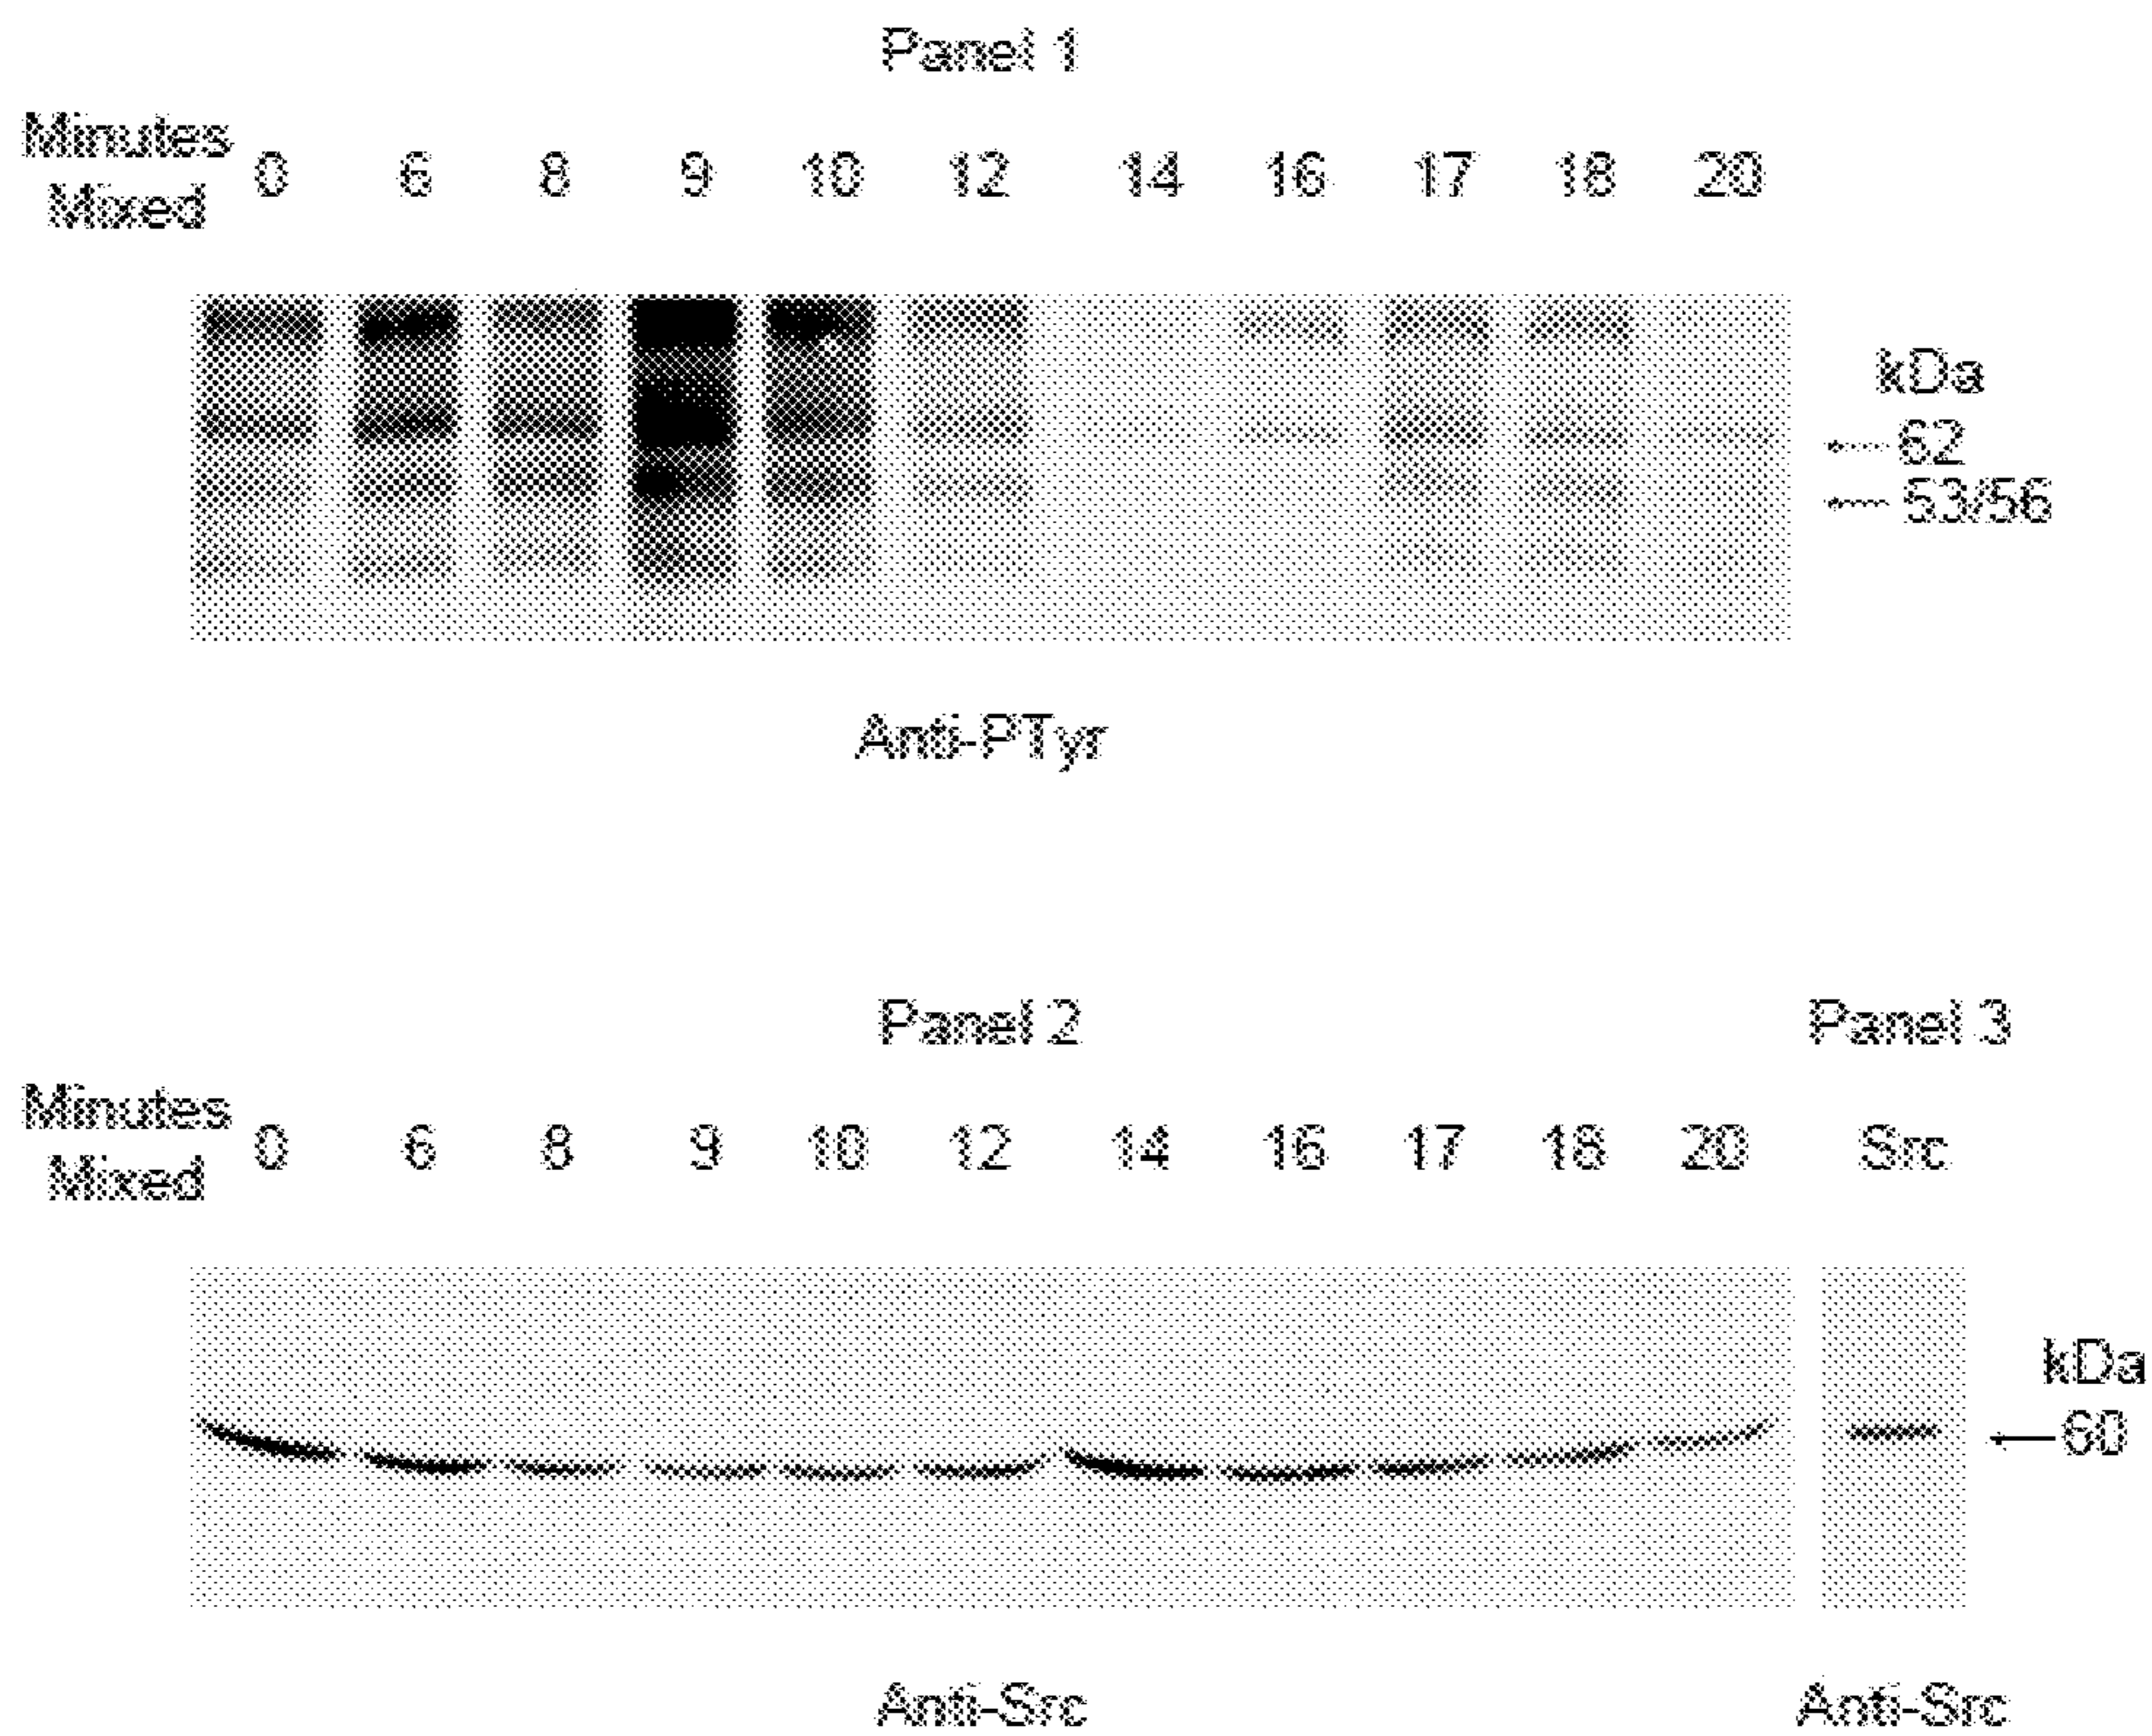 Panel 1
Minutes
Mixed
0 6 8 9 10 12 14 16 17 18 20
kDa
62
53/56
Anti-PTyr
Panel 2 Panel 3
Minutes
Mixed
0 6 8 9 10 12 14 16 17 18 20 Src
kDa
60
Anti-Src Anti-Src